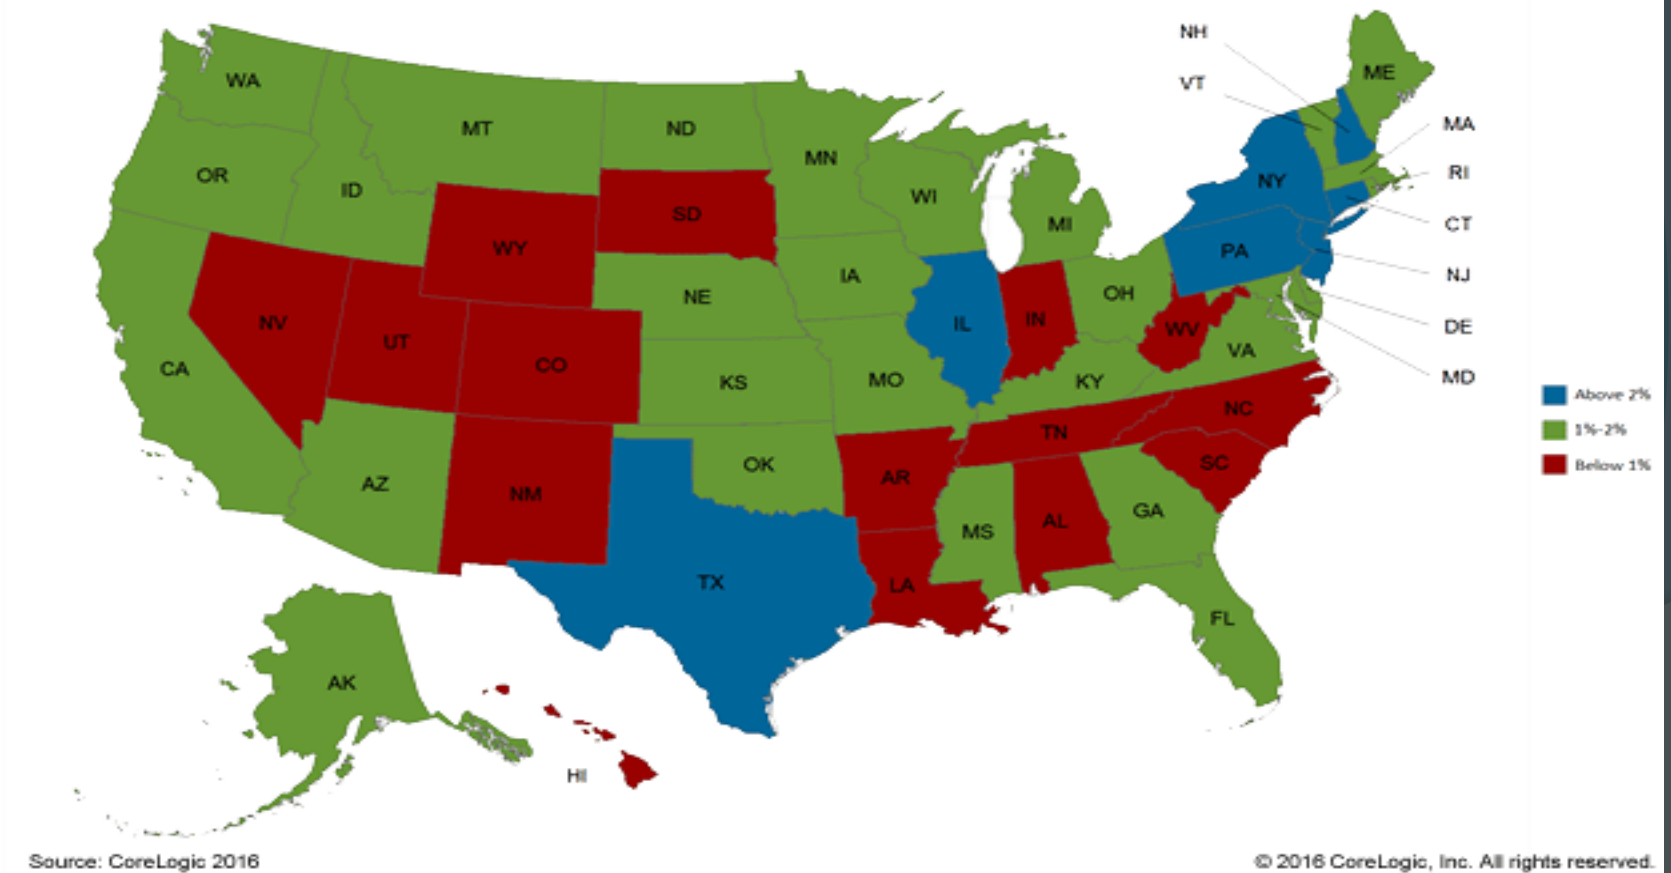 NH
VT
WA
ME
MT
ND
MA
MN
OR
ID
WI
RI
NY
SD
MI
CT
WY
PA
IA
NJ
NE
OH
NV
UT
IL
IN
WV
DE
CO
VA
CA
KS
MO
KY
MD
Above 2%
NC
1%-2%
TN
OK
SC
Below 1%
AZ
NM
AR
GA
MS
AL
TX
LA
FL
AK
HI
Source: CoreLogic 2016
© 2016 CoreLogic, Inc. All rights reserved.